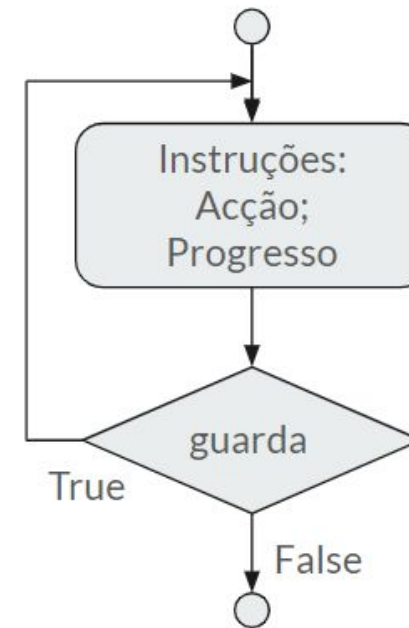 Instruções:
Acção;
Progresso
guarda
True
False